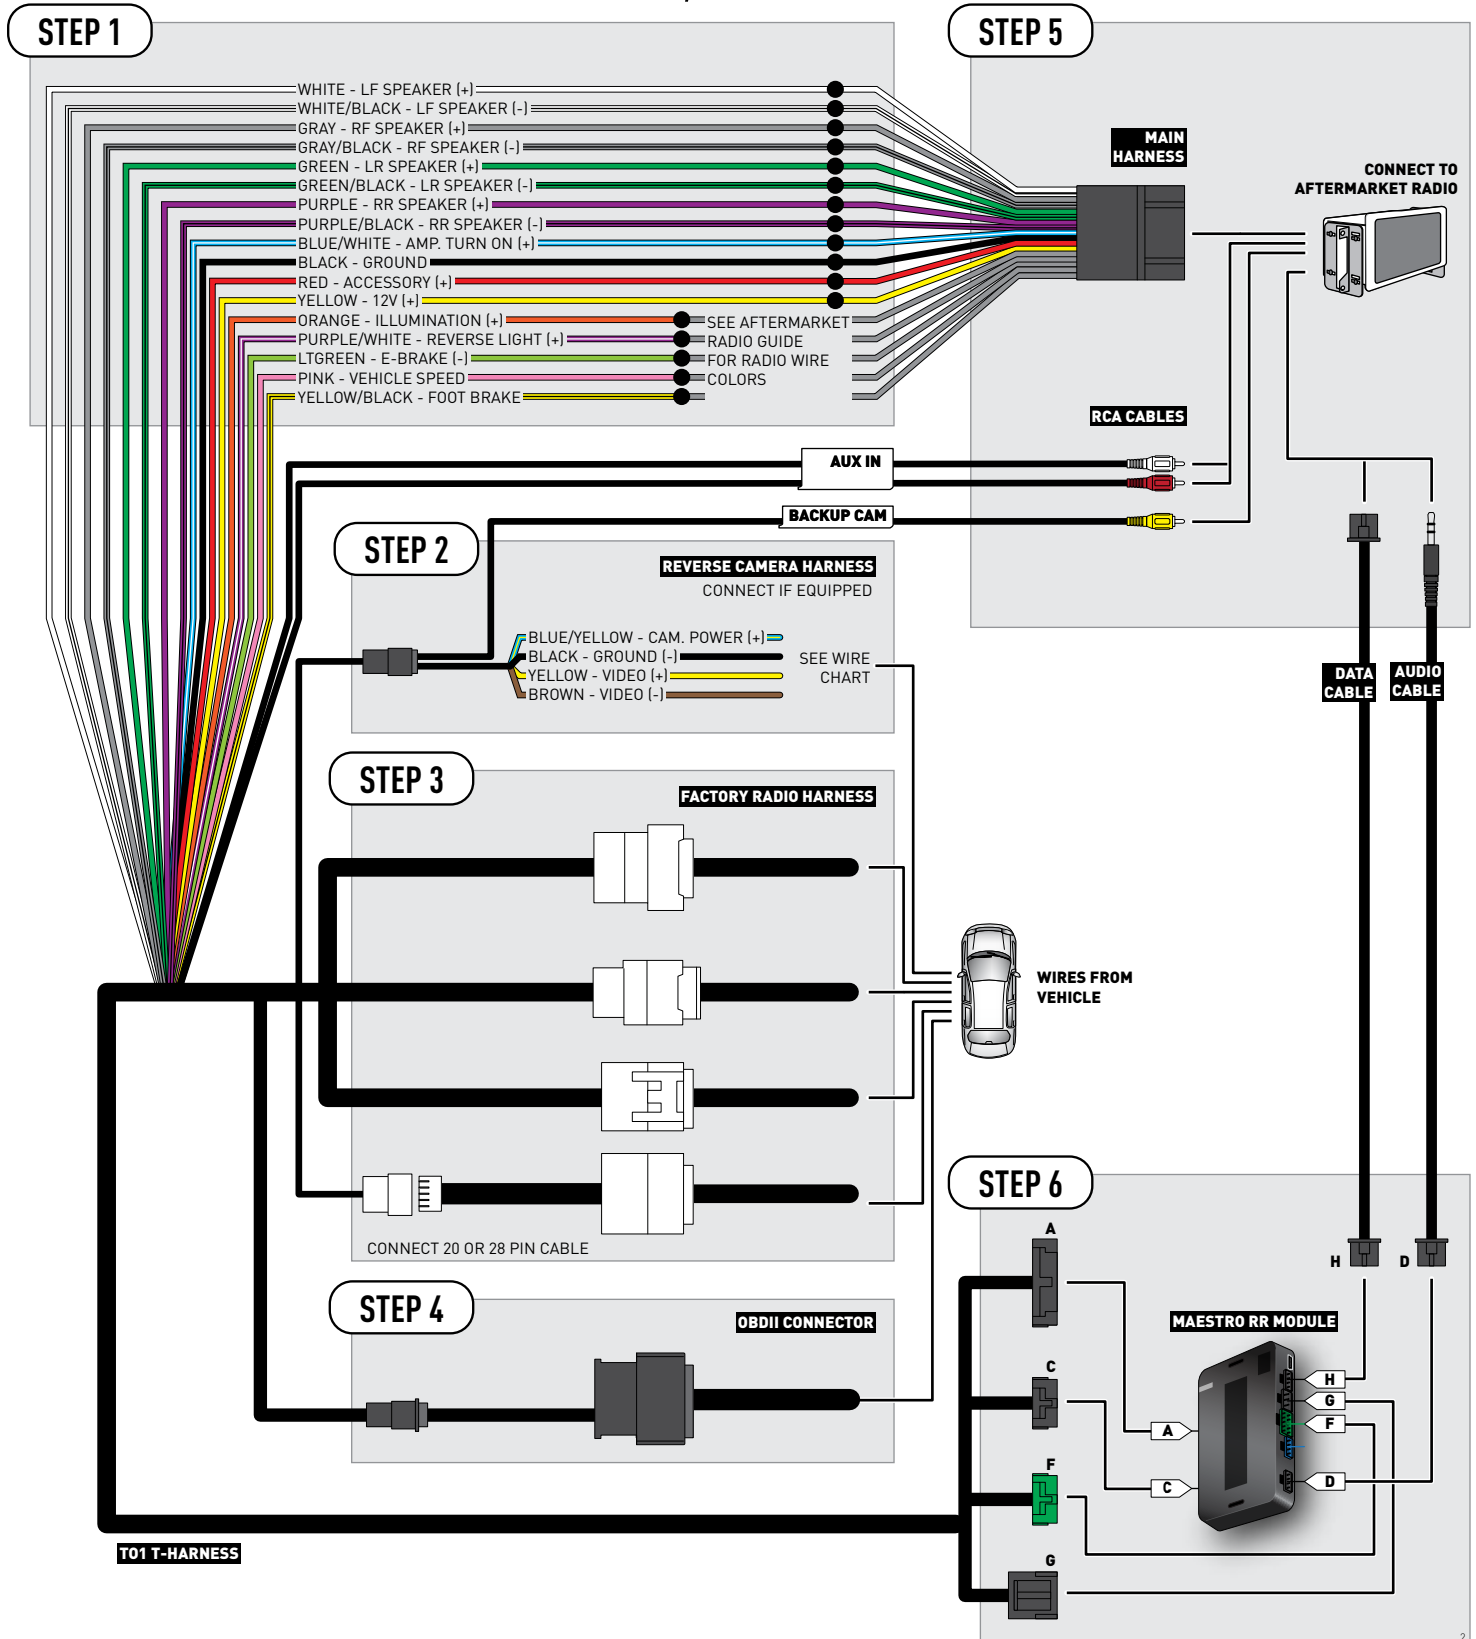 STEP 1
WHITE - LF SPEAKER (+)
WHITE/BLACK - LF SPEAKER (-)
GRAY - RF SPEAKER (+)
GRAY/BLACK - RF SPEAKER (-)
GREEN - LR SPEAKER (+)
GREEN/BLACK - LR SPEAKER (-)
PURPLE - RR SPEAKER (+)
PURPLE/BLACK - RR SPEAKER (-)
BLUE/WHITE - AMP. TURN ON (+)
BLACK - GROUND
RED - ACCESSORY (+)
YELLOW - 12V (+)
ORANGE - ILLUMINATION (+)
PURPLE/WHITE - REVERSE LIGHT (+)
LTGREEN - E-BRAKE (-)
PINK - VEHICLE SPEED
YELLOW/BLACK - FOOT BRAKE
SEE AFTERMARKET
RADIO GUIDE
FOR RADIO WIRE
COLORS
STEP 5
MAIN
HARNESS
CONNECT TO
AFTERMARKET RADIO
RCA CABLES
AUX IN
BACKUP CAM
DATA
CABLE
AUDIO
CABLE
STEP 2
REVERSE CAMERA HARNESS
CONNECT IF EQUIPPED
BLUE/YELLOW - CAM. POWER (+)
BLACK - GROUND (-)
YELLOW - VIDEO (+)
BROWN - VIDEO (-)
SEE WIRE
CHART
STEP 3
FACTORY RADIO HARNESS
WIRES FROM
VEHICLE
CONNECT 20 OR 28 PIN CABLE
STEP 4
OBDII CONNECTOR
T01 T-HARNESS
STEP 6
A
C
F
G
H
D
MAESTRO RR MODULE
H
G
F
D
A
C
2